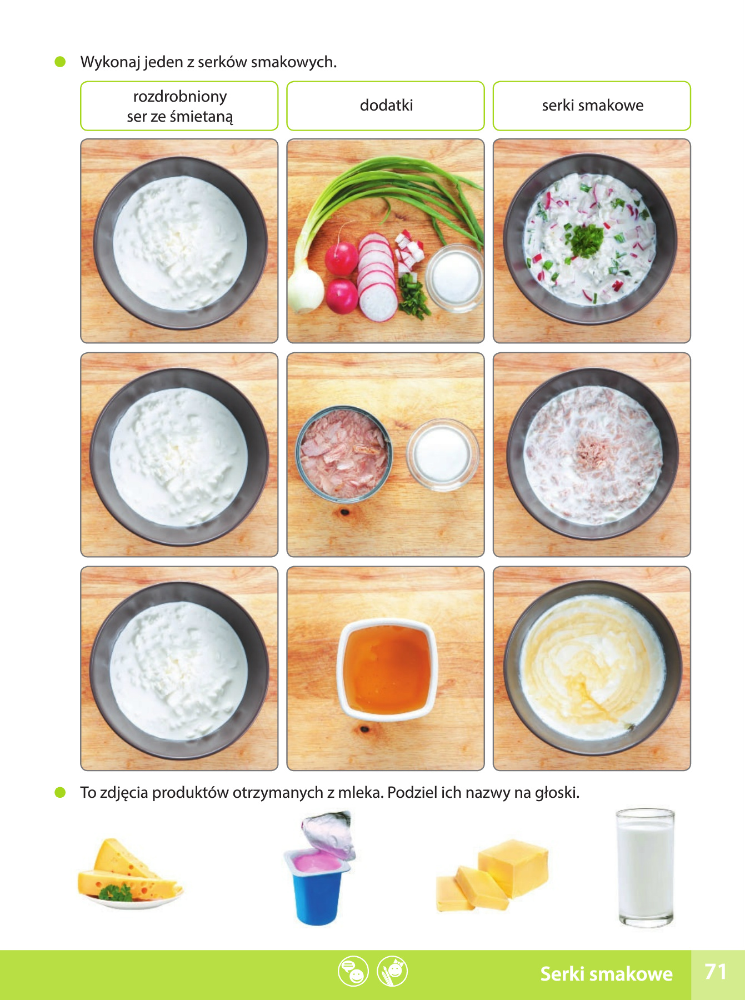 Wykonaj jeden z serków smakowych.
rozdrobniony
ser ze śmietaną
dodatki
serki smakowe
To zdjęcia produktów otrzymanych z mleka. Podziel ich nazwy na głoski.
Serki smakowe
71